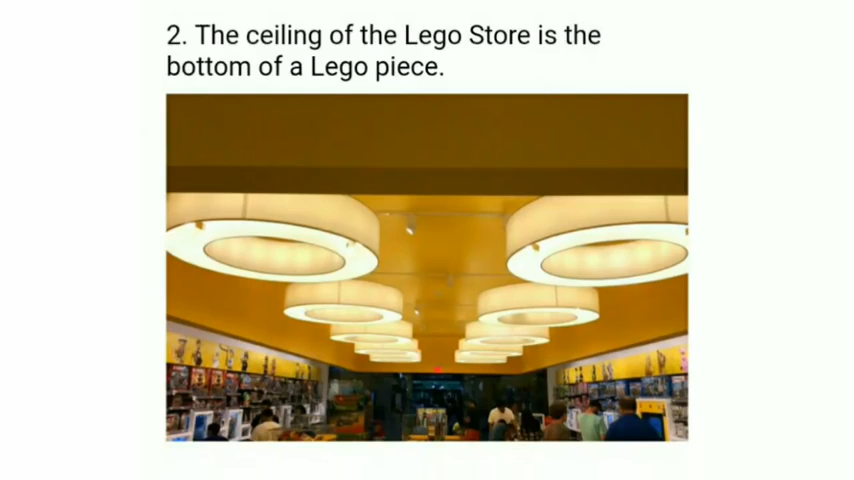 2. The ceiling of the Lego Store is the
bottom of a Lego piece.